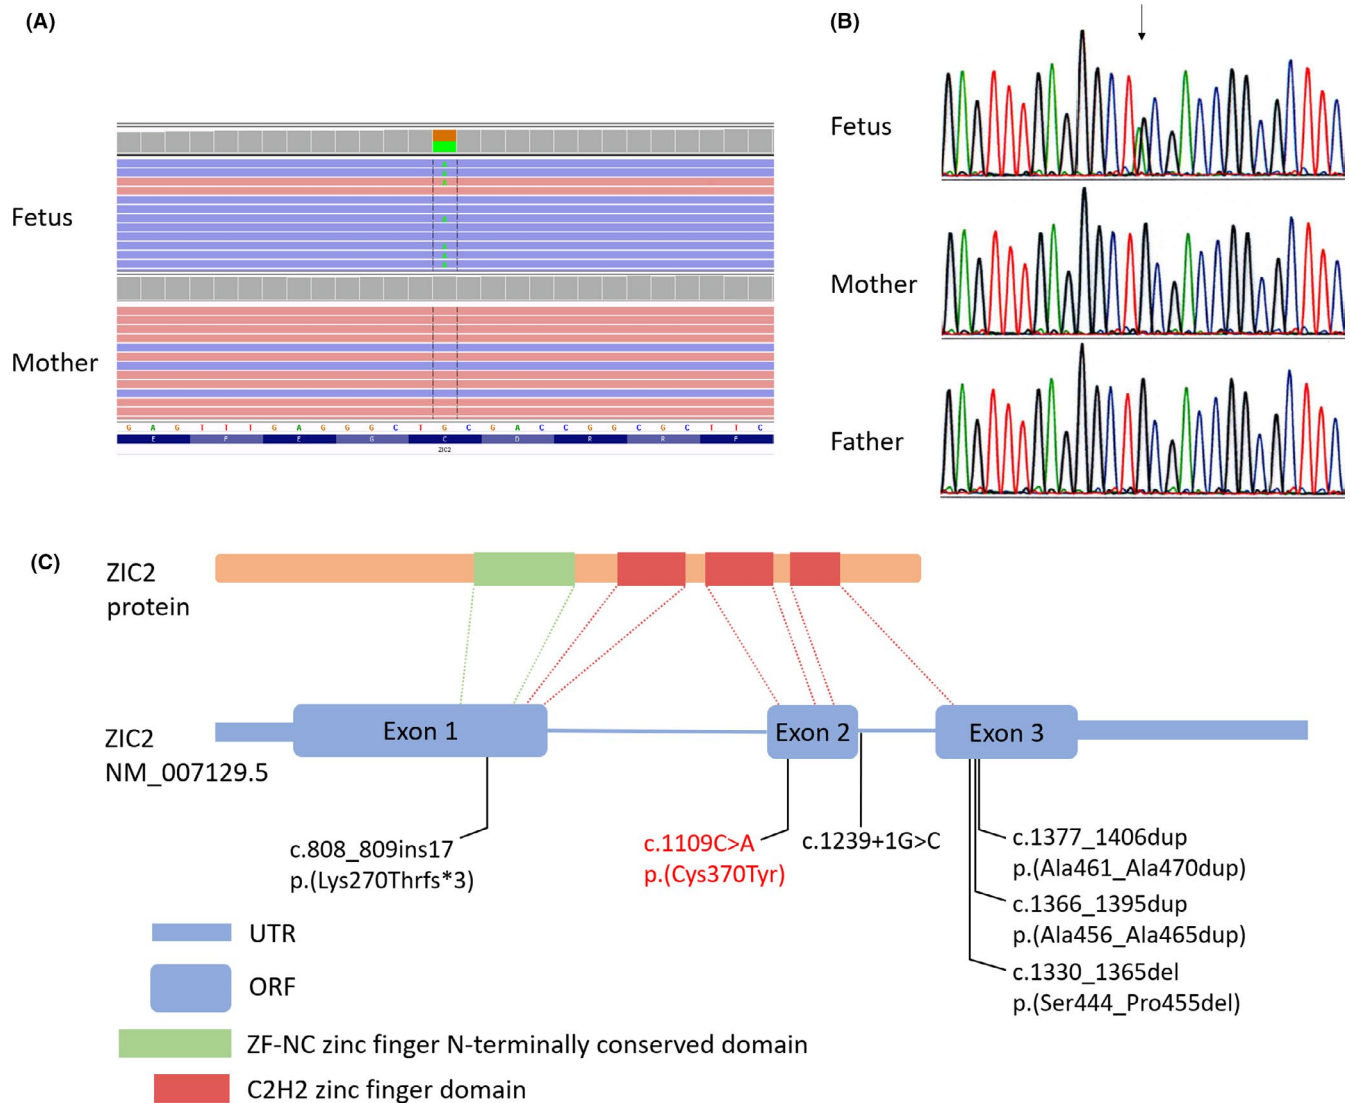 (A)
(B)
Fetus
Mother
G A G T T T G A G G G C T G C G A C C G G C G C T T C
E F E G C D R R F
ZIC2
Fetus
Mother
Father
(C)
ZIC2
protein
ZIC2
NM_007129.5
Exon 1
Exon 2
Exon 3
c.808_809ins17
p.(Lys270Thrfs*3)
c.1109C>A
p.(Cys370Tyr)
c.1239+1G>C
c.1377_1406dup
p.(Ala461_Ala470dup)
c.1366_1395dup
p.(Ala456_Ala465dup)
c.1330_1365del
p.(Ser444_Pro455del)
UTR
ORF
ZF-NC zinc finger N-terminally conserved domain
C2H2 zinc finger domain